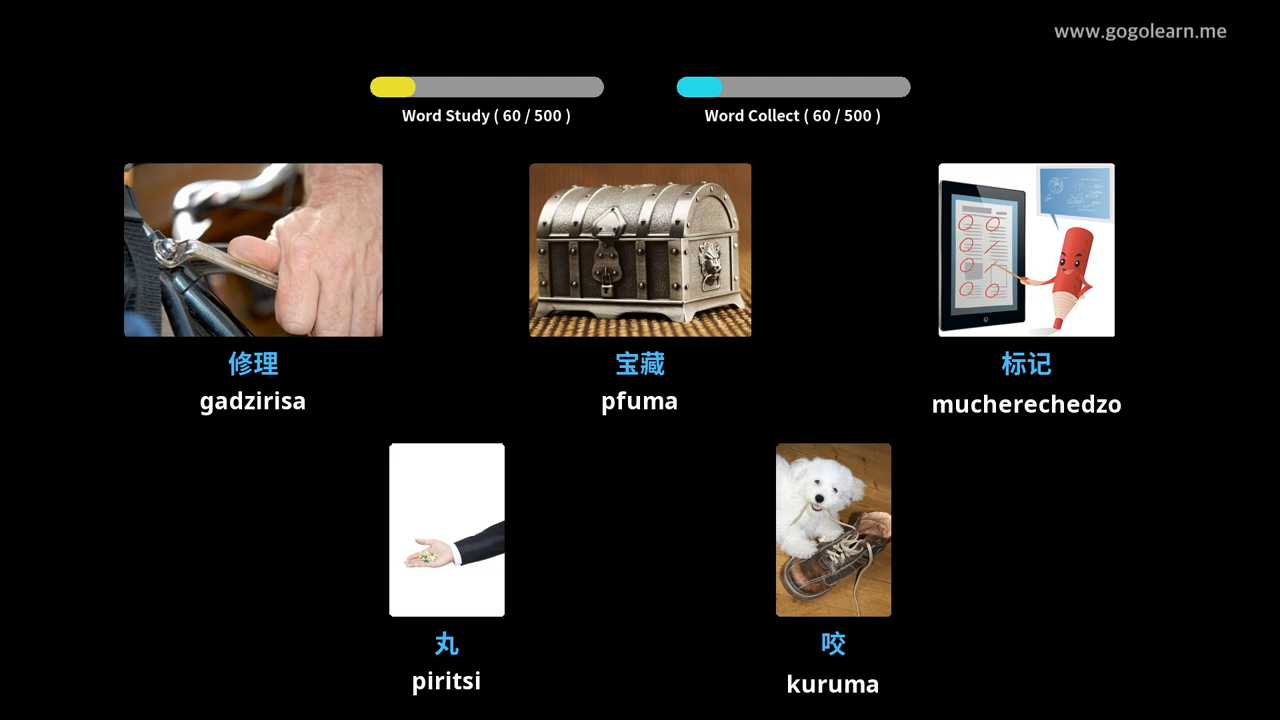 www.gogolearn.me
Word Study ( 60 / 500 )
Word Collect ( 60 / 500 )
修理
gadzirisa
宝藏
pfuma
标记
mucherechedzo
丸
piritsi
咬
kuruma